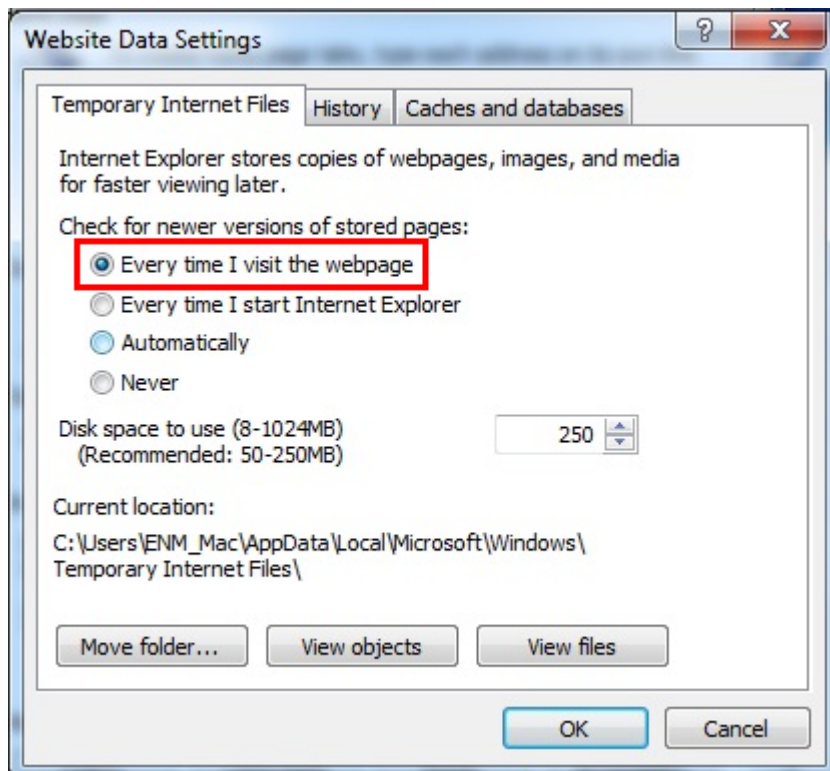 Website Data Settings
Temporary Internet Files
History
Caches and databases
Internet Explorer stores copies of webpages, images, and media
for faster viewing later.
Check for newer versions of stored pages:
Every time I visit the webpage
Every time I start Internet Explorer
Automatically
Never
Disk space to use (8-1024MB)
250
(Recommended: 50-250MB)
Current location:
C:\Users\ENM_Mac\AppData\Local\Microsoft\Windows\
Temporary Internet Files\
Move folder...
View objects
View files
OK
Cancel